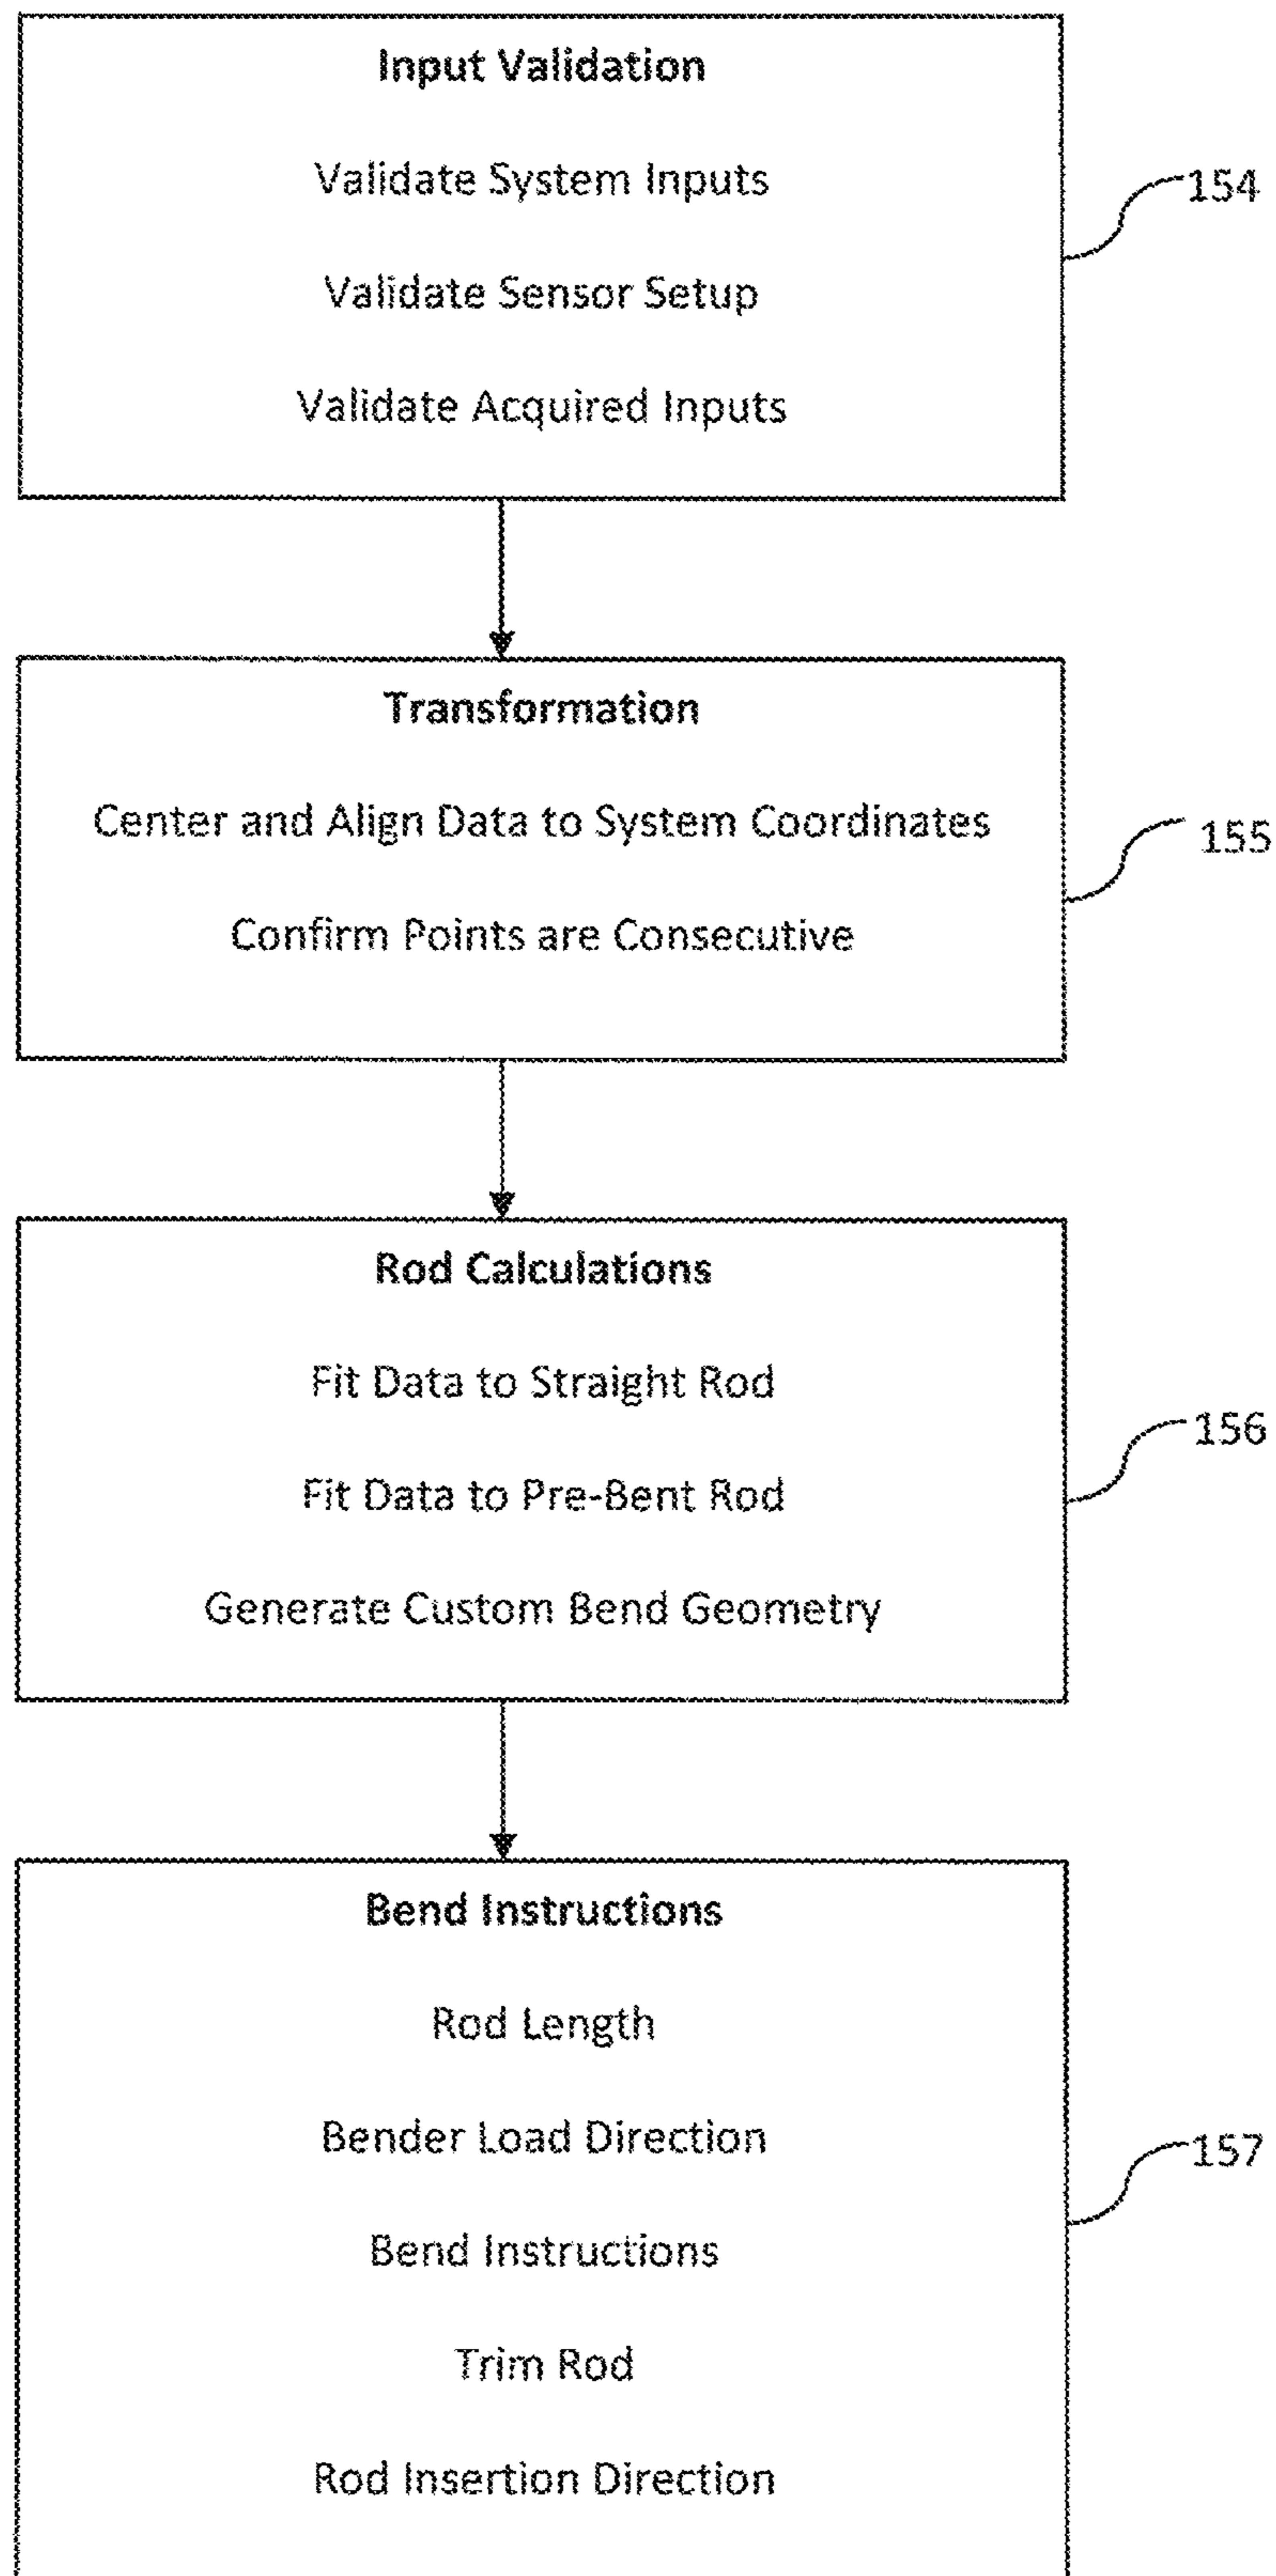 Input Validation
Validate System Inputs
Validate Sensor Setup
Validate Acquired Inputs
154
Transformation
Center and Align Data to System Coordinates
Confirm Points are Consecutive
155
Rod Calculations
Fit Data to Straight Rod
Fit Data to Pre-Bent Rod
Generate Custom Bend Geometry
156
Bend Instructions
Rod Length
Bender Load Direction
Bend Instructions
Trim Rod
Rod Insertion Direction
157